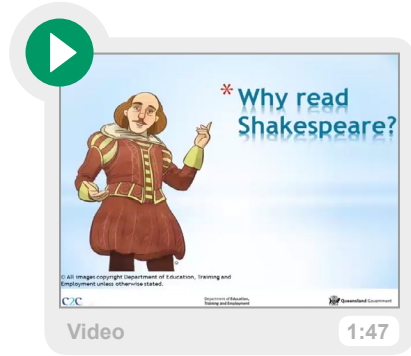 * Why read
Shakespeare?
© All images copyright Department of Education, Training and
Employment unless otherwise stated.
C2C
Department of Education,
Training and Employment
Queensland Government
Video
1:47